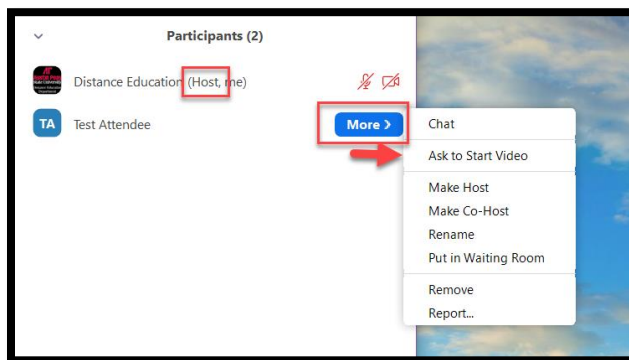 Participants (2)
Distance Education (Host, me)
TA Test Attendee More >
Chat
Ask to Start Video
Make Host
Make Co-Host
Rename
Put in Waiting Room
Remove
Report...